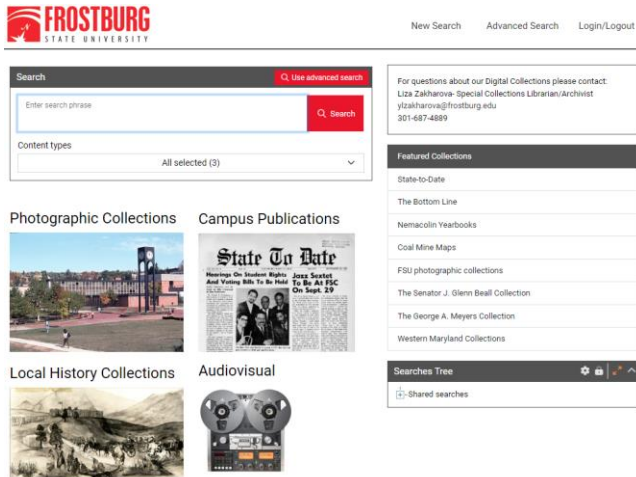 FROSTBURG
STATE UNIVERSITY
New Search Advanced Search Login/Logout
Search
Use advanced search
Enter search phrase
Search
Content types
All selected (3)
Photographic Collections
Campus Publications
State To Date
Hearings On Student Rights
And Voting Bills To Be Held
Jazz Sextet
To Be At FSC
On Sept. 29
Local History Collections
Audiovisual
For questions about our Digital Collections please contact:
Liza Zakharova- Special Collections Librarian/Archivist
ylzakharova@frostburg.edu
301-687-4889
Featured Collections
State-to-Date
The Bottom Line
Nemacolin Yearbooks
Coal Mine Maps
FSU photographic collections
The Senator J. Glenn Beall Collection
The George A. Meyers Collection
Western Maryland Collections
Searches Tree
Shared searches